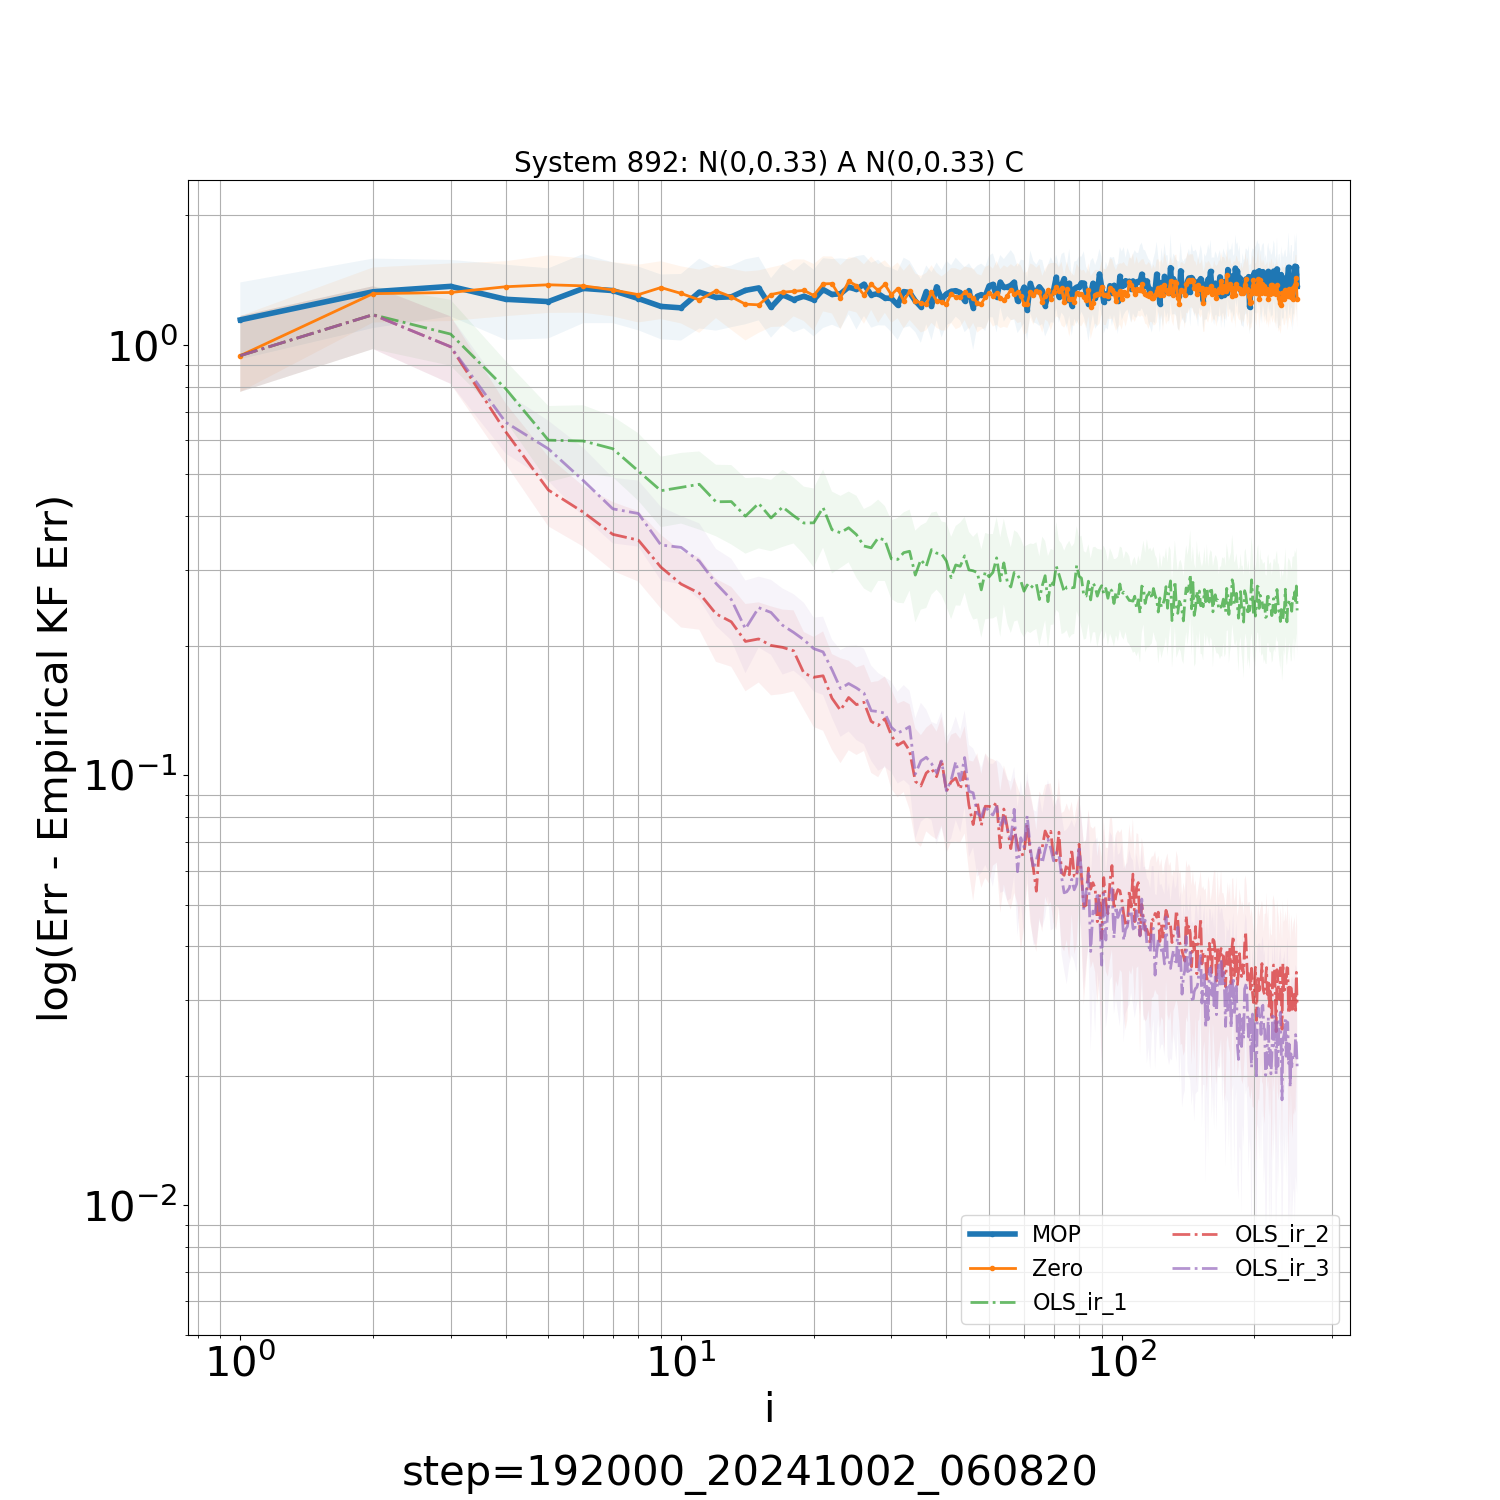 System 892: N(0,0.33) A N(0,0.33) C
log(Err - Empirical KF Err)
10⁰
10⁻¹
10⁻²
MOP
Zero
OLS_ir_1
OLS_ir_2
OLS_ir_3
10⁰ 10¹ 10²
i
step=192000_20241002_060820